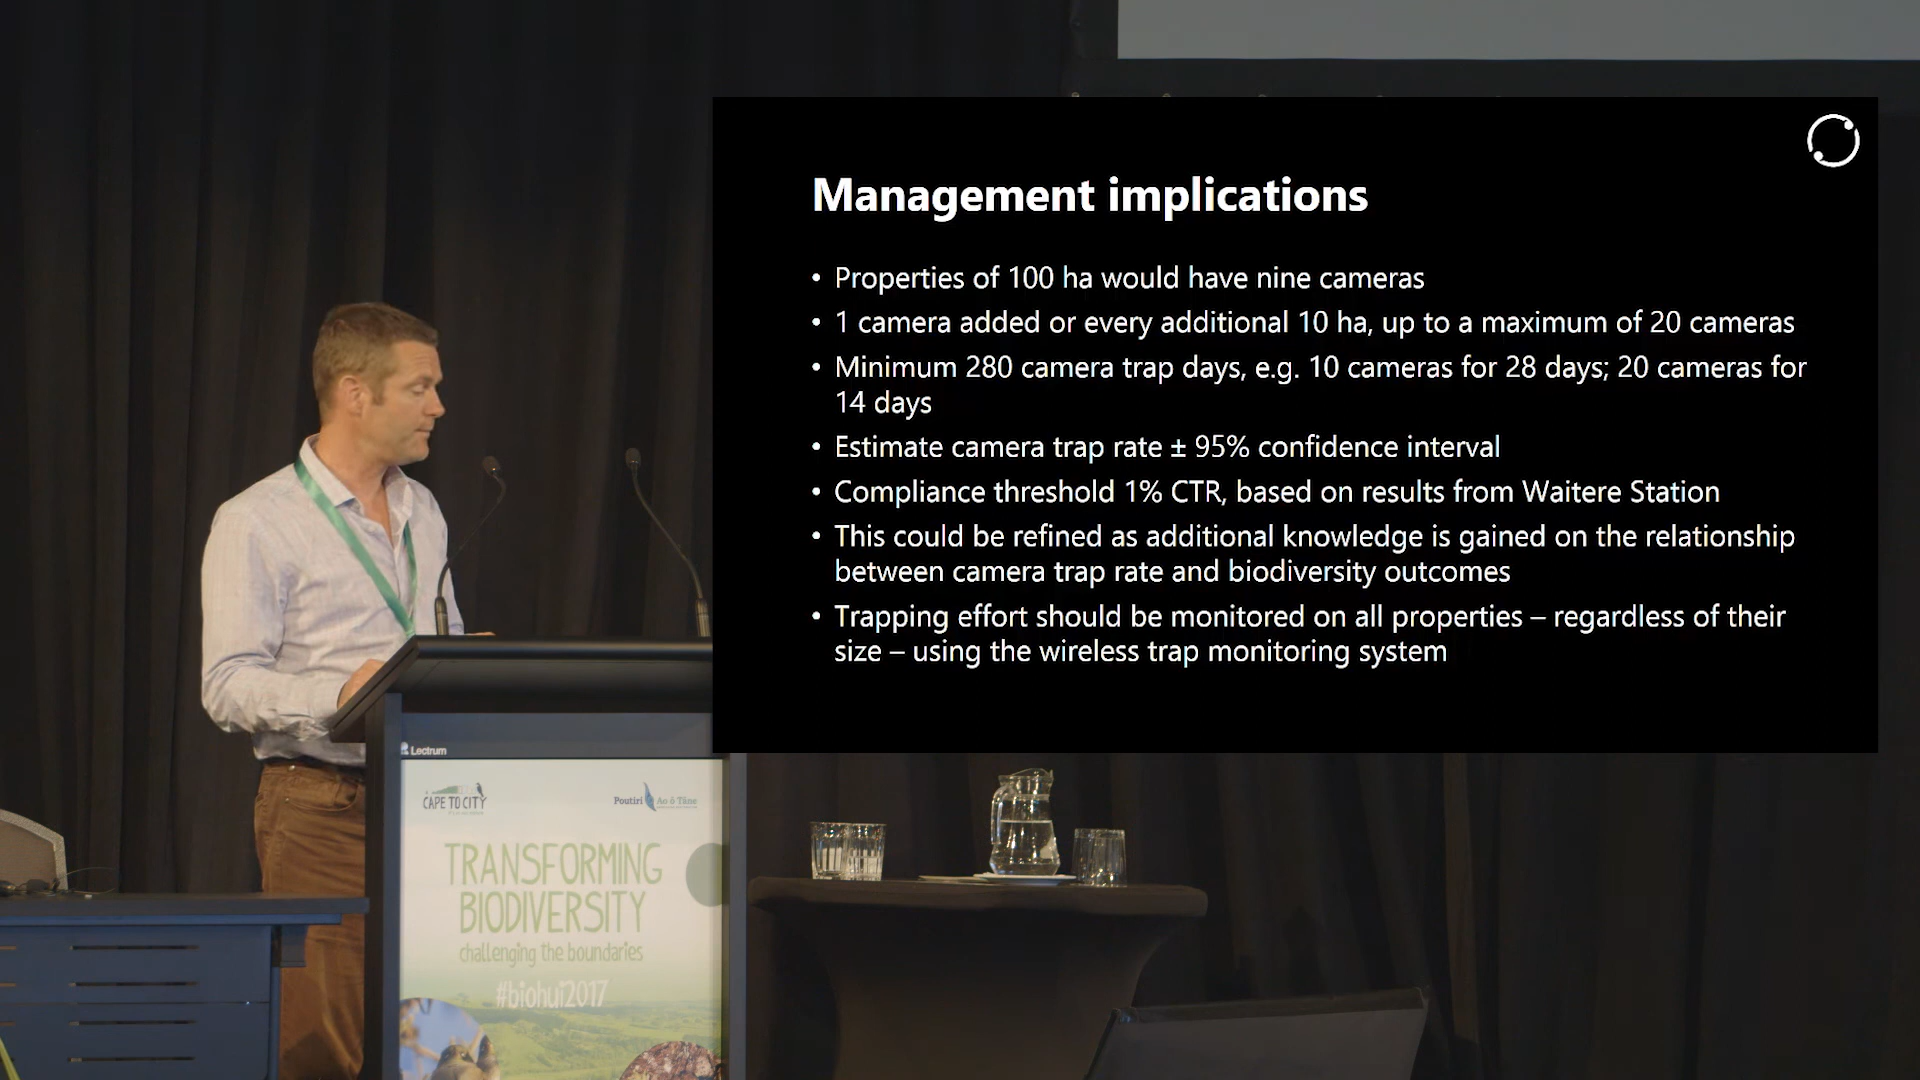 Management implications
• Properties of 100 ha would have nine cameras
• 1 camera added or every additional 10 ha, up to a maximum of 20 cameras
• Minimum 280 camera trap days, e.g. 10 cameras for 28 days; 20 cameras for
14 days
• Estimate camera trap rate ± 95% confidence interval
• Compliance threshold 1% CTR, based on results from Waitere Station
• This could be refined as additional knowledge is gained on the relationship
between camera trap rate and biodiversity outcomes
• Trapping effort should be monitored on all properties – regardless of their
size – using the wireless trap monitoring system
Lectrum
CAPE TO CITY
Poutiri Ao ō Tāne
TRANSFORMING
BIODIVERSITY
challenging the boundaries
#biohui2017